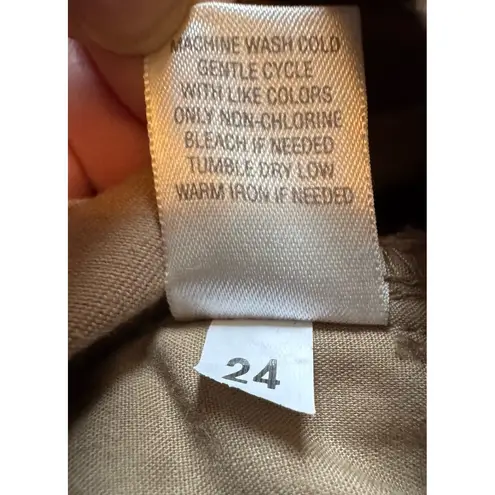 MACHINE WASH COLD
GENTLE CYCLE
WITH LIKE COLORS
ONLY NON-CHLORINE
BLEACH IF NEEDED
TUMBLE DRY LOW
WARM IRON IF NEEDED
24